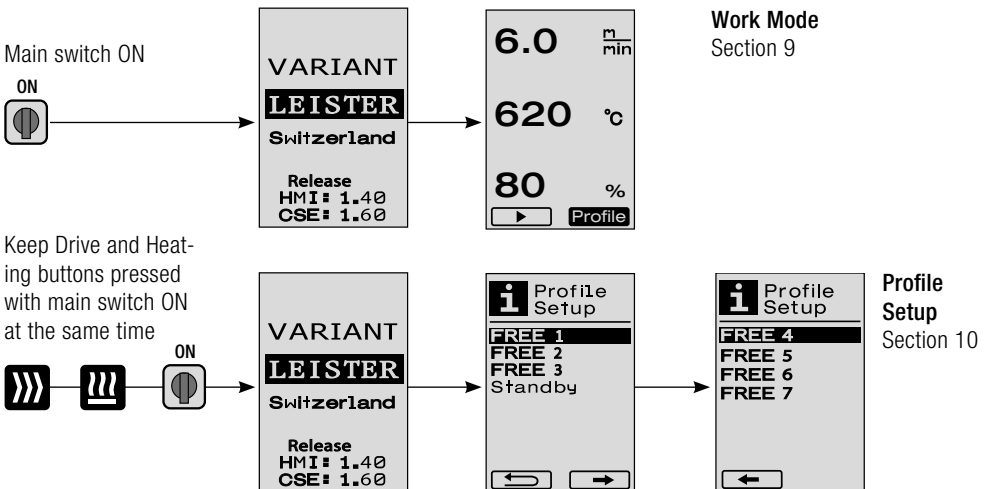 Main switch ON
ON
VARIANT
LEISTER
Switzerland
Release
HMI: 1.40
CSE: 1.60
6.0 m/min
620 °C
80 %
Profile
Work Mode
Section 9
Keep Drive and Heat-
ing buttons pressed
with main switch ON
at the same time
ON
VARIANT
LEISTER
Switzerland
Release
HMI: 1.40
CSE: 1.60
i Profile
Setup
FREE 1
FREE 2
FREE 3
Standby
i Profile
Setup
FREE 4
FREE 5
FREE 6
FREE 7
Profile
Setup
Section 10